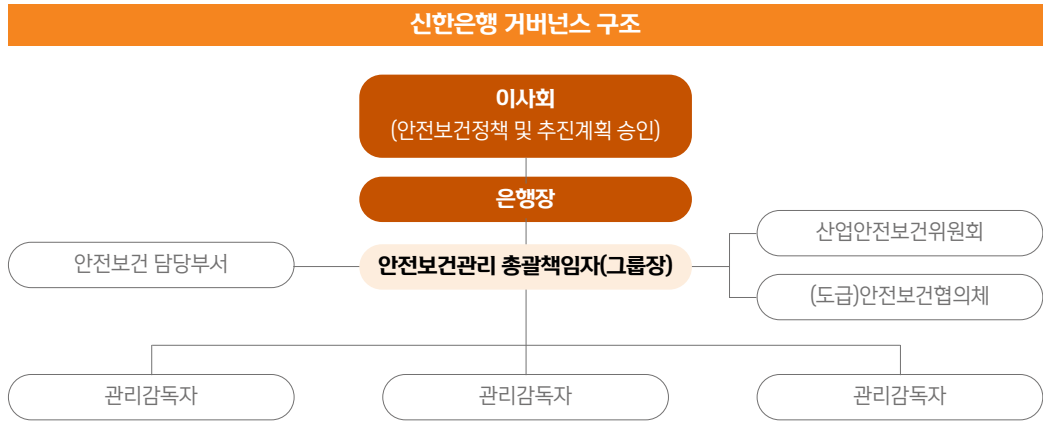 신한은행 거버넌스 구조
이사회
(안전보건정책 및 추진계획 승인)
은행장
안전보건 담당부서
안전보건관리 총괄책임자(그룹장)
산업안전보건위원회
(도급)안전보건협의체
관리감독자
관리감독자
관리감독자